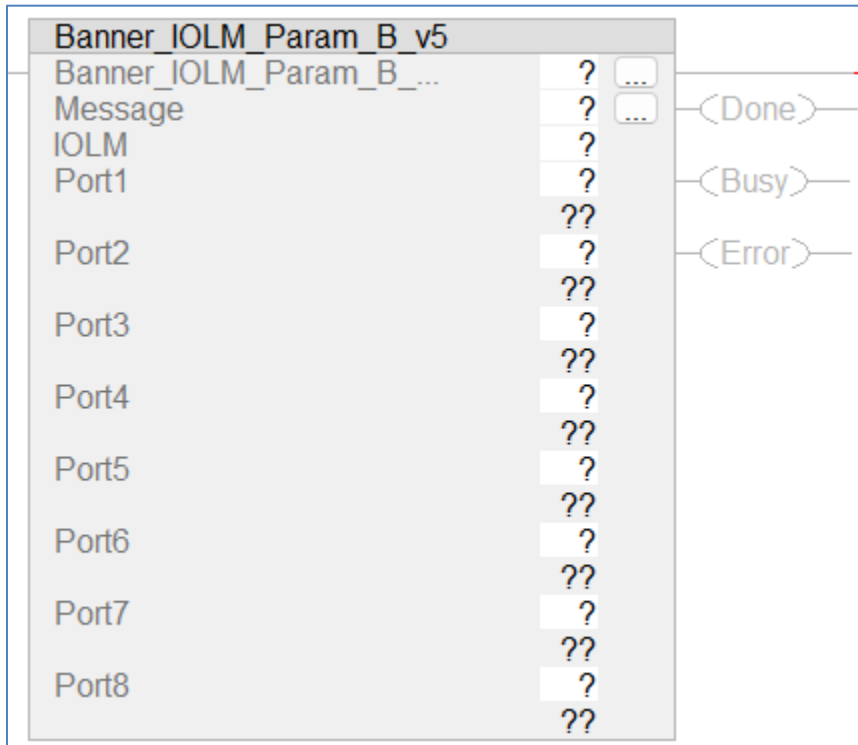 Banner_IOLM_Param_B_v5
Banner_IOLM_Param_B_... ? ...
Message ? ... (Done)
IOLM ?
Port1 ? (Busy)
??
Port2 ? (Error)
??
Port3 ?
??
Port4 ?
??
Port5 ?
??
Port6 ?
??
Port7 ?
??
Port8 ?
??